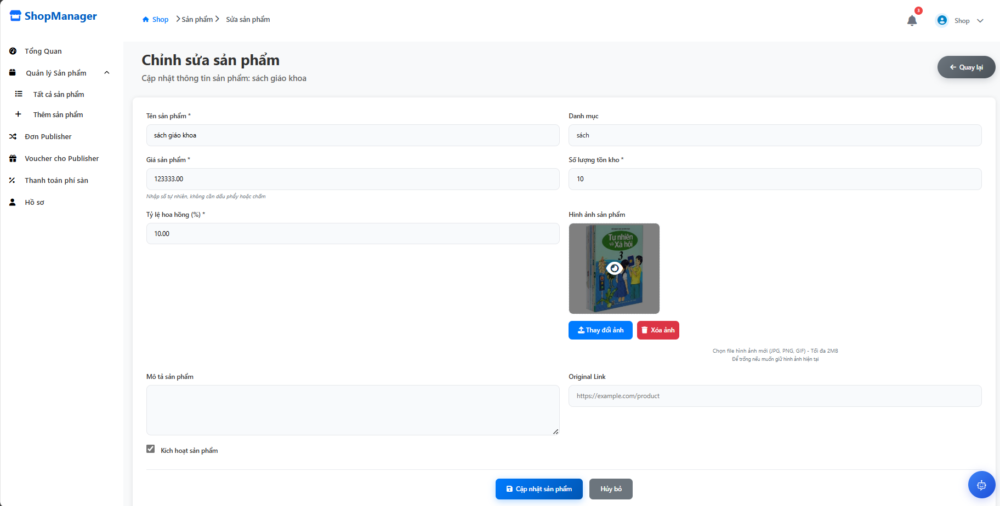 ShopManager
Shop
Sản phẩm
Sửa sản phẩm
3
Shop
Tổng Quan
Quản lý Sản phẩm
Tất cả sản phẩm
Thêm sản phẩm
Đơn Publisher
Voucher cho Publisher
Thanh toán phí sàn
Hồ sơ
Chỉnh sửa sản phẩm
Cập nhật thông tin sản phẩm: sách giáo khoa
Quay lại
Tên sản phẩm *
sách giáo khoa
Danh mục
sách
Giá sản phẩm *
123333.00
Nhập số tự nhiên, không cần dấu phẩy hoặc chấm
Số lượng tồn kho *
10
Tỷ lệ hoa hồng (%) *
10.00
Hình ảnh sản phẩm
Tự nhiên
và Xã hội
3
Thay đổi ảnh
Xóa ảnh
Chọn file hình ảnh mới (JPG, PNG, GIF) - Tối đa 2MB
Để trống nếu muốn giữ hình ảnh hiện tại
Mô tả sản phẩm
Original Link
https://example.com/product
Kích hoạt sản phẩm
Cập nhật sản phẩm
Hủy bỏ